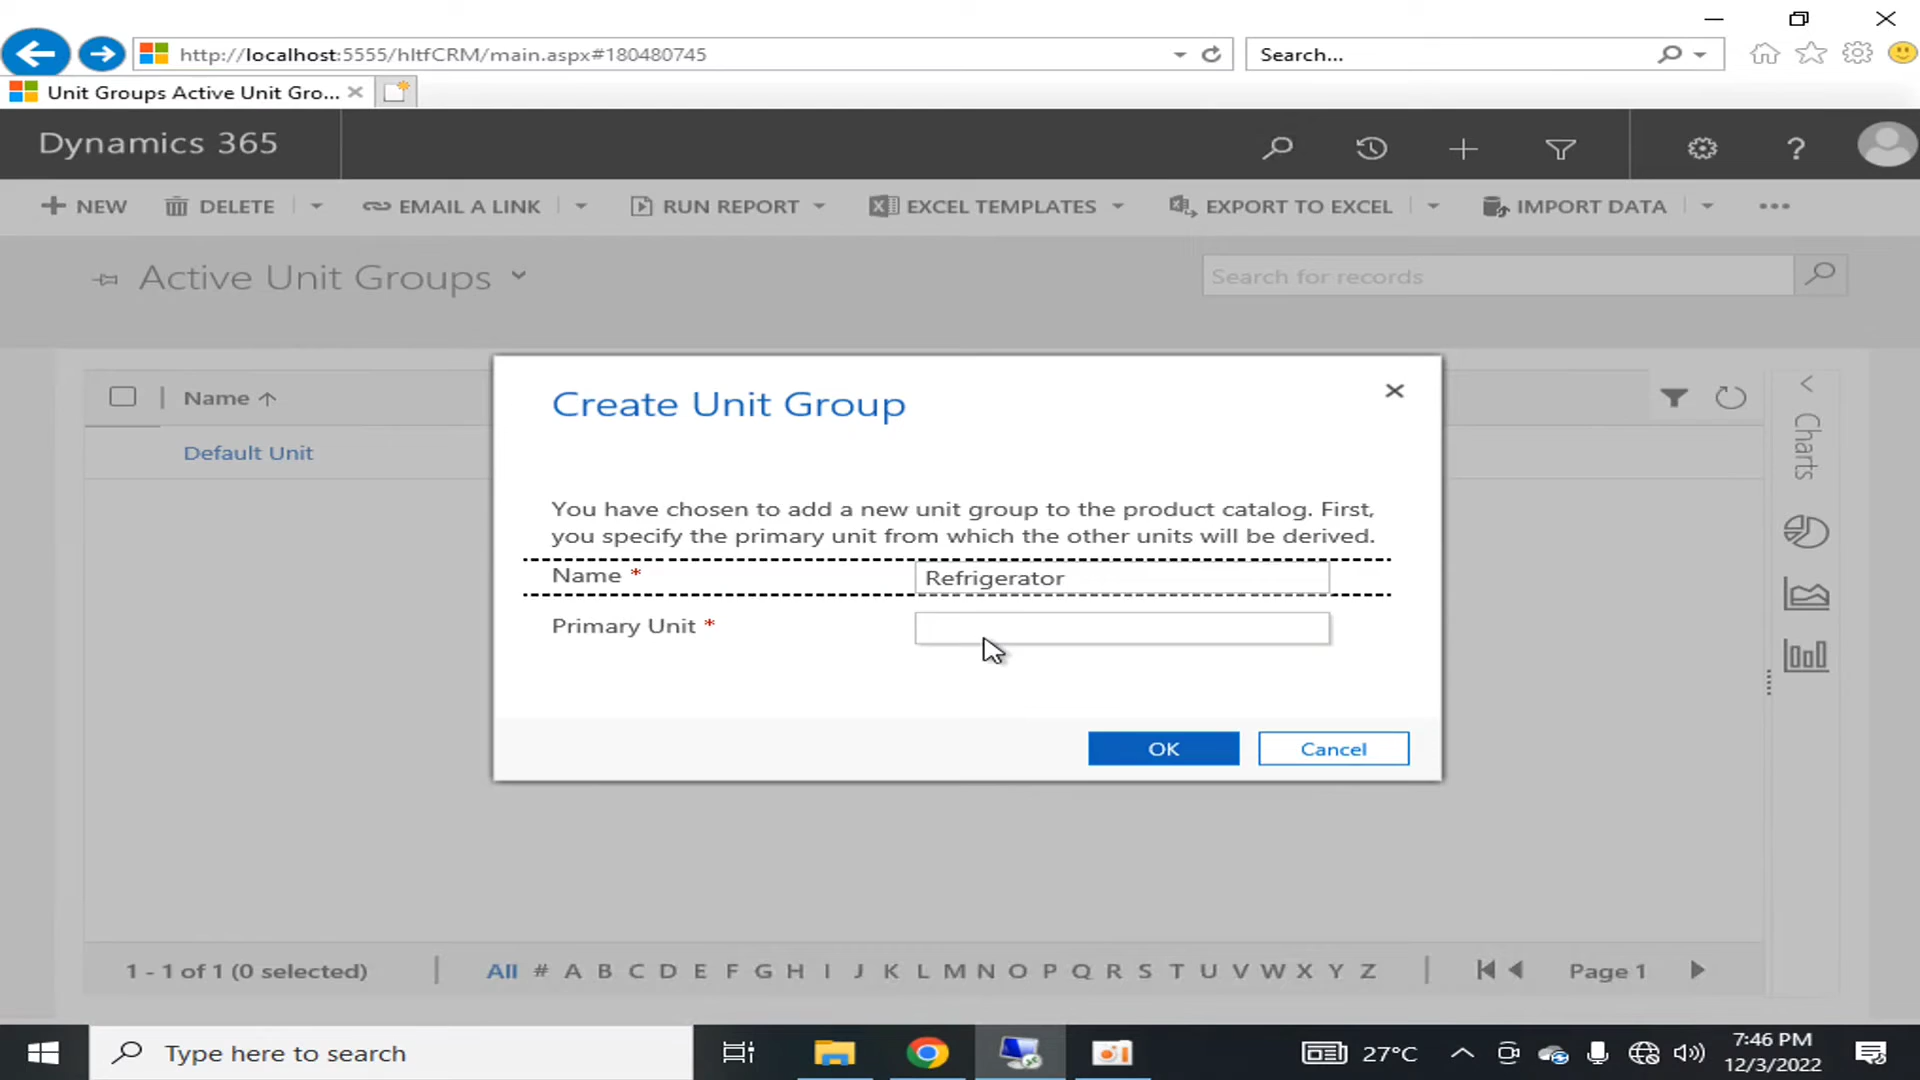 http://localhost:5555/hltfCRM/main.aspx#180480745
Search...
Unit Groups Active Unit Gro...
Dynamics 365
?
NEW
DELETE
EMAIL A LINK
RUN REPORT
EXCEL TEMPLATES
EXPORT TO EXCEL
IMPORT DATA
Active Unit Groups
Search for records
Name
Default Unit
Charts
Create Unit Group
You have chosen to add a new unit group to the product catalog. First,
you specify the primary unit from which the other units will be derived.
Name *
Refrigerator
Primary Unit *
OK
Cancel
1 - 1 of 1 (0 selected)
All # A B C D E F G H I J K L M N O P Q R S T U V W X Y Z
Page 1
Type here to search
27°C
7:46 PM
12/3/2022